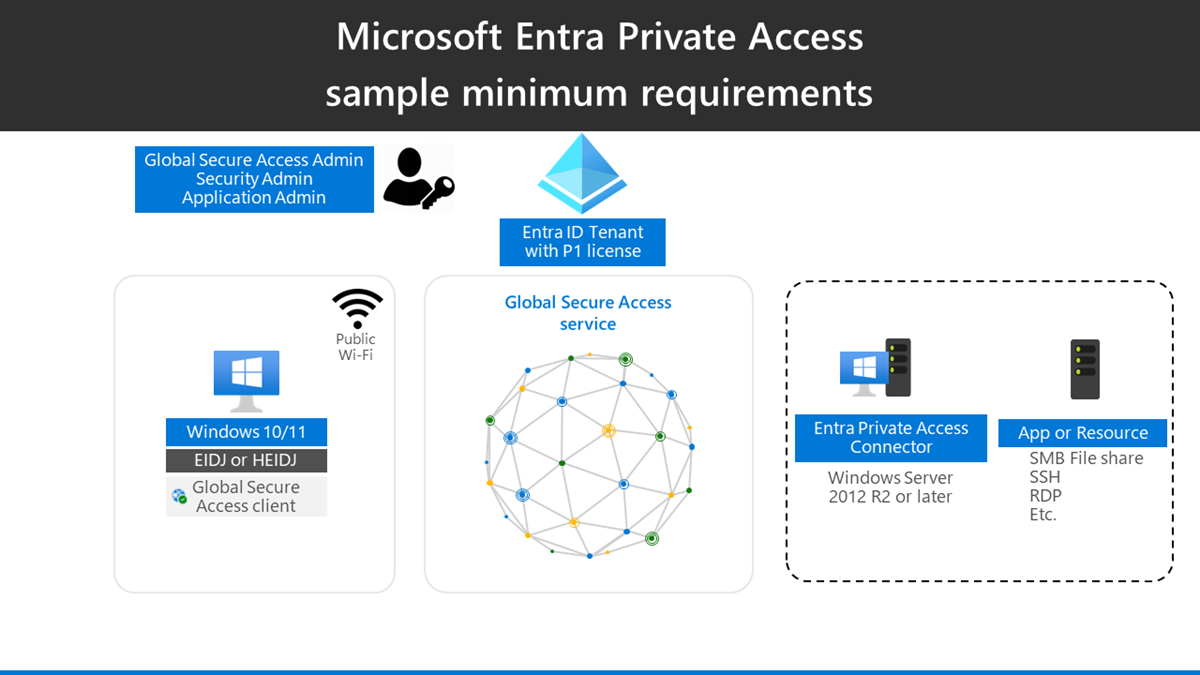 Microsoft Entra Private Access
sample minimum requirements
Global Secure Access Admin
Security Admin
Application Admin
Entra ID Tenant
with P1 license
Public
Wi-Fi
Windows 10/11
EIDJ or HEIDJ
Global Secure
Access client
Global Secure Access
service
Entra Private Access
Connector
Windows Server
2012 R2 or later
App or Resource
SMB File share
SSH
RDP
Etc.